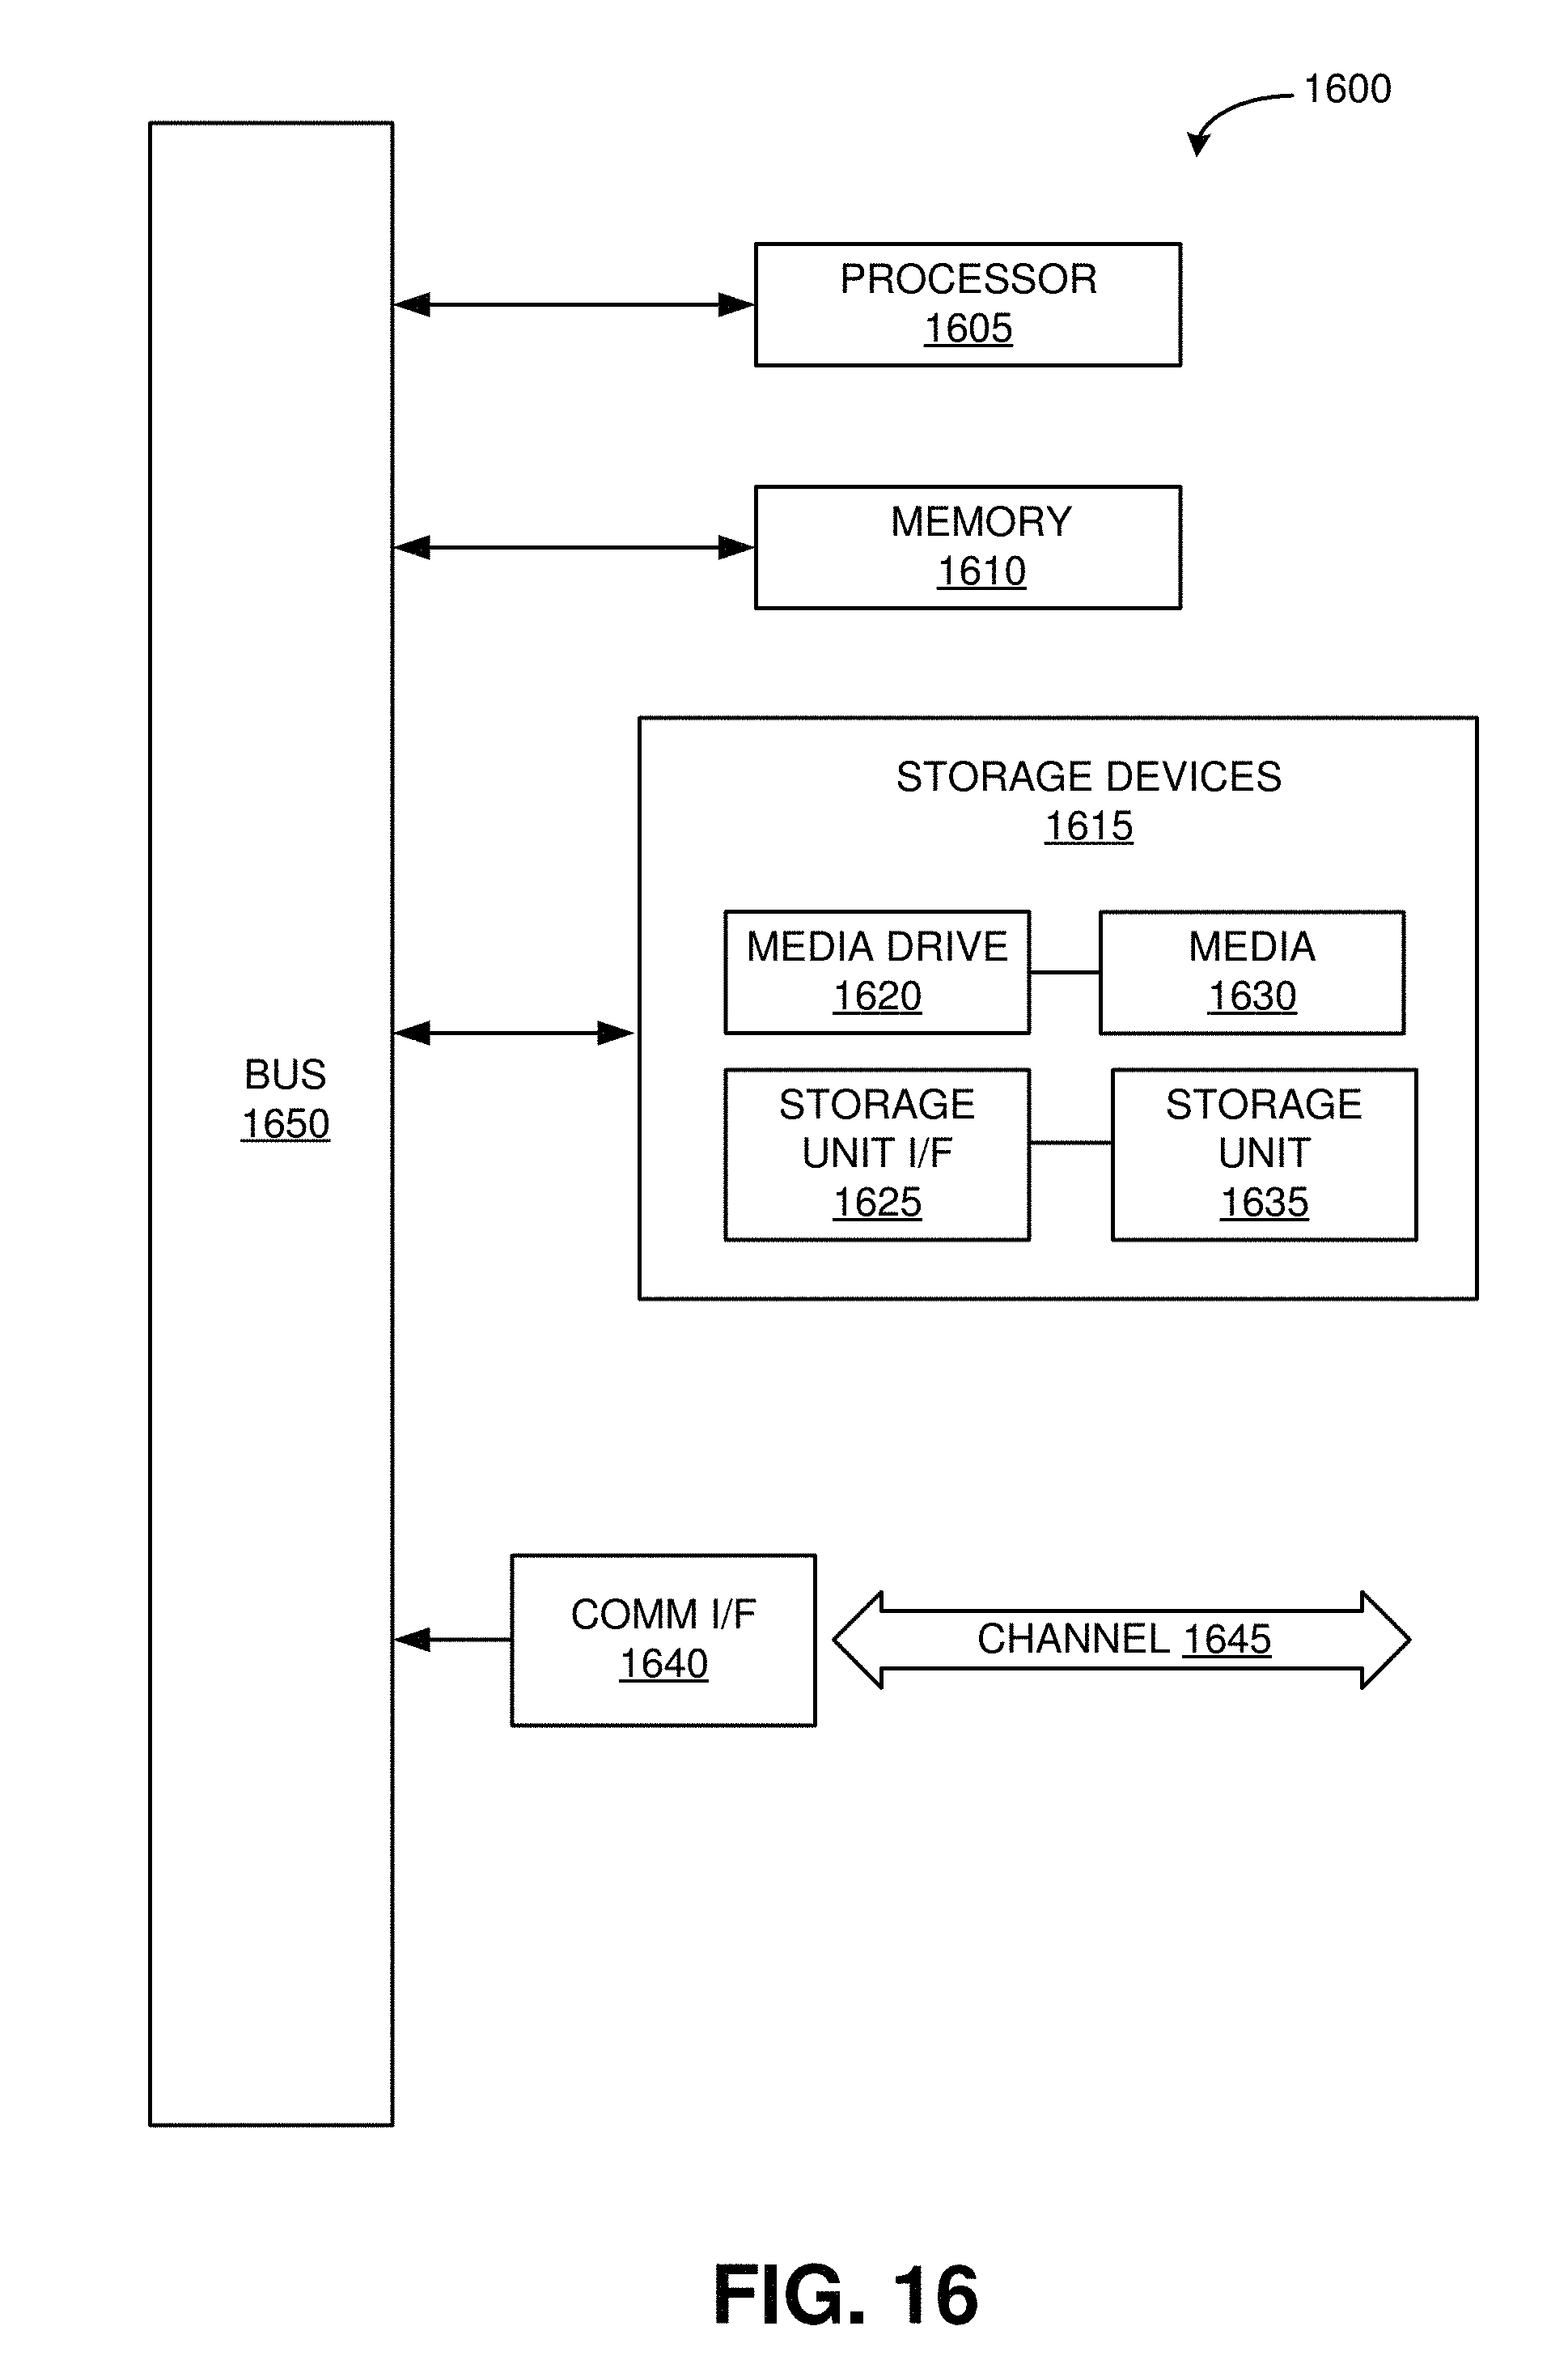 1600
PROCESSOR
1605
MEMORY
1610
STORAGE DEVICES
1615
MEDIA DRIVE
1620
MEDIA
1630
STORAGE
UNIT I/F
1625
STORAGE
UNIT
1635
BUS
1650
COMM I/F
1640
CHANNEL 1645
FIG. 16